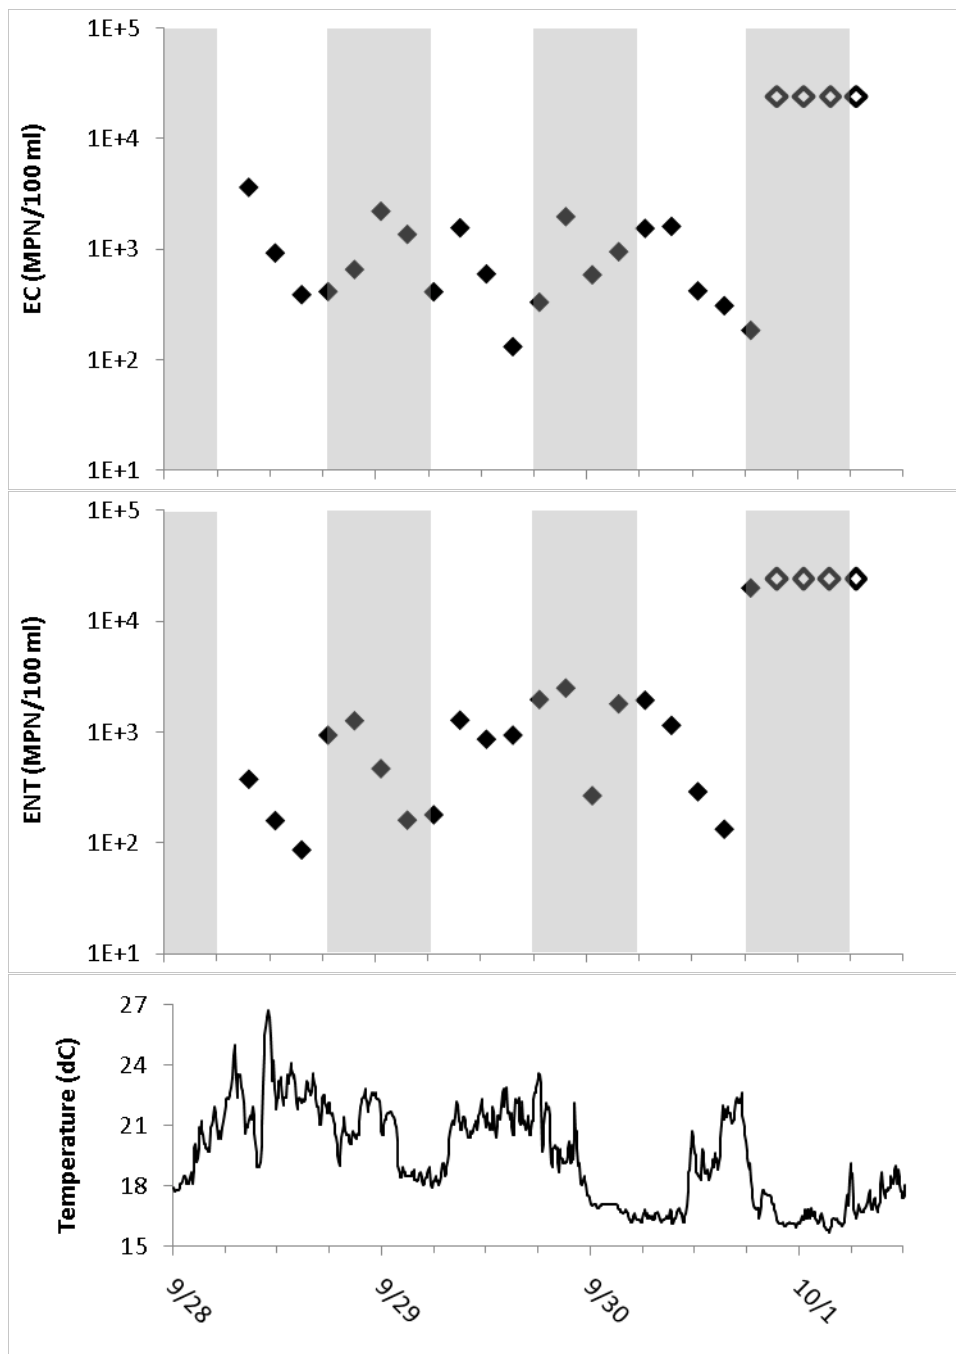 1E+5
1E+4
1E+3
1E+2
1E+1
EC (MPN/100 ml)
1E+5
1E+4
1E+3
1E+2
1E+1
ENT (MPN/100 ml)
27
24
21
18
15
Temperature (dC)
9/28
9/29
9/30
10/1